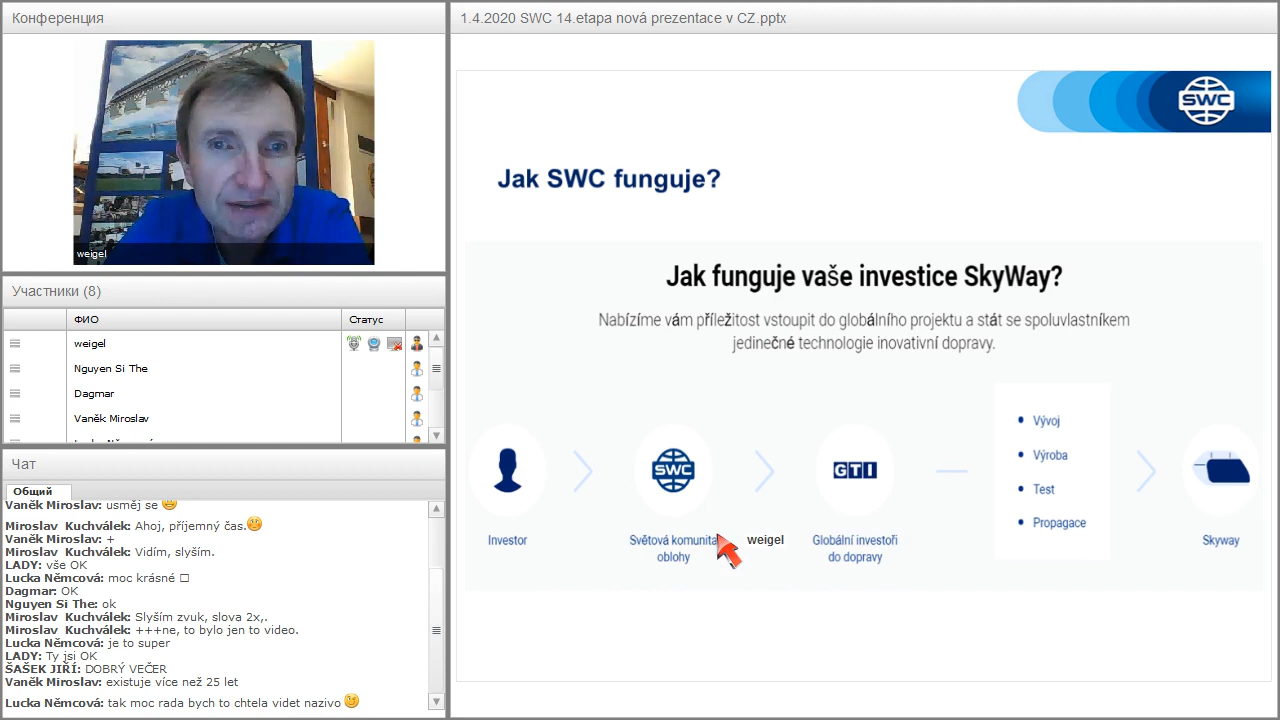 Конференция
weigel
Участники (8)
ФИО
Статус
weigel
Nguyen Si The
Dagmar
Vaněk Miroslav
Чат
Общий
Vaněk Miroslav: usměj se
Miroslav Kuchválek: Ahoj, příjemný čas.
Vaněk Miroslav: +
Miroslav Kuchválek: Vidím, slyším.
LADY: vše OK
Lucka Němcová: moc krásné □
Dagmar: OK
Nguyen Si The: ok
Miroslav Kuchválek: Slyším zvuk, slova 2x,.
Miroslav Kuchválek: +++ne, to bylo jen to video.
Lucka Němcová: je to super
LADY: Ty jsi OK
ŠAŠEK JIŘÍ: DOBRÝ VEČER
Vaněk Miroslav: existuje více než 25 let
Lucka Němcová: tak moc rada bych to chtela videt nazivo
1.4.2020 SWC 14.etapa nová prezentace v CZ.pptx
SWC
Jak SWC funguje?
Jak funguje vaše investice SkyWay?
Nabízíme vám příležitost vstoupit do globálního projektu a stát se spoluvlastníkem
jedinečné technologie inovativní dopravy.
Investor
SWC
Světová komunita
oblohy
weigel
GTI
Globální investoři
do dopravy
Vývoj
Výroba
Test
Propagace
Skyway